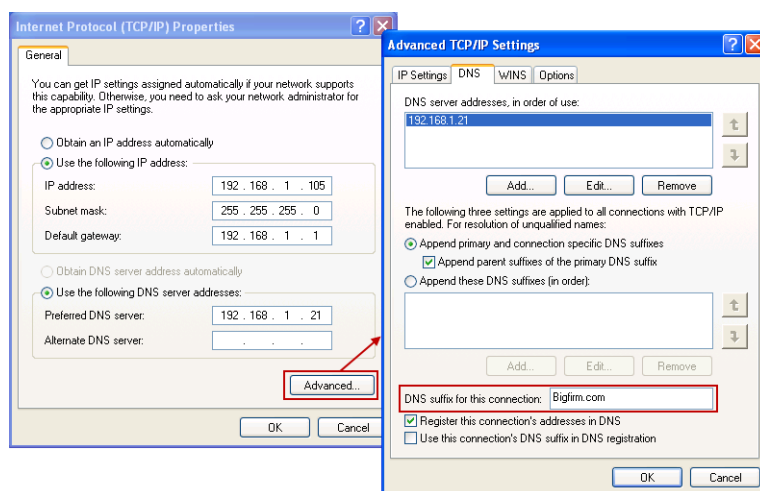 Internet Protocol (TCP/IP) Properties
General
You can get IP settings assigned automatically if your network supports
this capability. Otherwise, you need to ask your network administrator for
the appropriate IP settings.
Obtain an IP address automatically
Use the following IP address:
IP address: 192 . 168 . 1 . 105
Subnet mask: 255 . 255 . 255 . 0
Default gateway: 192 . 168 . 1 . 1
Obtain DNS server address automatically
Use the following DNS server addresses:
Preferred DNS server: 192 . 168 . 1 . 21
Alternate DNS server: . . .
Advanced...
OK Cancel
Advanced TCP/IP Settings
IP Settings DNS WINS Options
DNS server addresses, in order of use:
192.168.1.21
Add... Edit... Remove
The following three settings are applied to all connections with TCP/IP
enabled. For resolution of unqualified names:
Append primary and connection specific DNS suffixes
Append parent suffixes of the primary DNS suffix
Append these DNS suffixes (in order):
Add... Edit... Remove
DNS suffix for this connection: Bigfirm.com
Register this connection's addresses in DNS
Use this connection's DNS suffix in DNS registration
OK Cancel